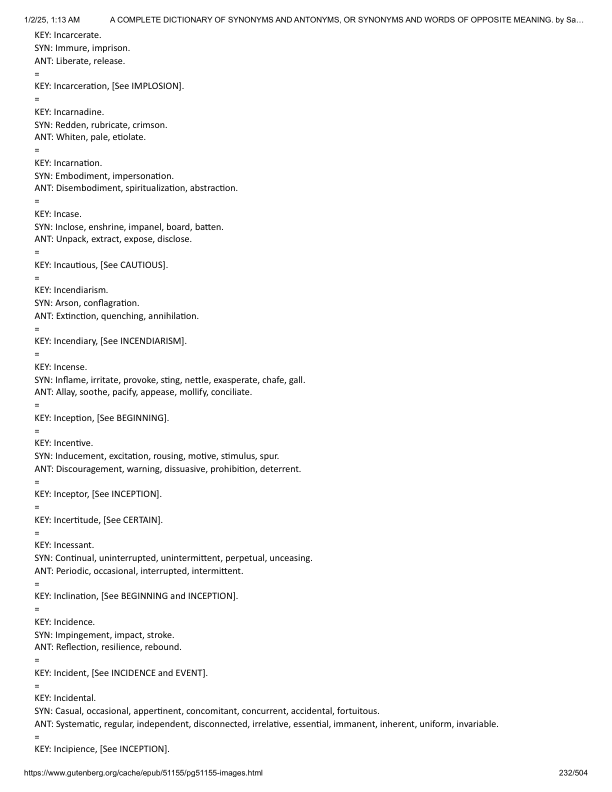 1/2/25, 1:13 AM A COMPLETE DICTIONARY OF SYNONYMS AND ANTONYMS, OR SYNONYMS AND WORDS OF OPPOSITE MEANING. by Sa...
KEY: Incarcerate.
SYN: Immure, imprison.
ANT: Liberate, release.
=
KEY: Incarceration, [See IMPLOSION].
=
KEY: Incarnadine.
SYN: Redden, rubricate, crimson.
ANT: Whiten, pale, etiolate.
=
KEY: Incarnation.
SYN: Embodiment, impersonation.
ANT: Disembodiment, spiritualization, abstraction.
=
KEY: Incase.
SYN: Inclose, enshrine, impanel, board, batten.
ANT: Unpack, extract, expose, disclose.
=
KEY: Incautious, [See CAUTIOUS].
=
KEY: Incendiarism.
SYN: Arson, conflagration.
ANT: Extinction, quenching, annihilation.
=
KEY: Incendiary, [See INCENDIARISM].
=
KEY: Incense.
SYN: Inflame, irritate, provoke, sting, nettle, exasperate, chafe, gall.
ANT: Allay, soothe, pacify, appease, mollify, conciliate.
=
KEY: Inception, [See BEGINNING].
=
KEY: Incentive.
SYN: Inducement, excitation, rousing, motive, stimulus, spur.
ANT: Discouragement, warning, dissuasive, prohibition, deterrent.
=
KEY: Inceptor, [See INCEPTION].
=
KEY: Incertitude, [See CERTAIN].
=
KEY: Incessant.
SYN: Continual, uninterrupted, unintermittent, perpetual, unceasing.
ANT: Periodic, occasional, interrupted, intermittent.
=
KEY: Inclination, [See BEGINNING and INCEPTION].
=
KEY: Incidence.
SYN: Impingement, impact, stroke.
ANT: Reflection, resilience, rebound.
=
KEY: Incident, [See INCIDENCE and EVENT].
=
KEY: Incidental.
SYN: Casual, occasional, appertinent, concomitant, concurrent, accidental, fortuitous.
ANT: Systematic, regular, independent, disconnected, irrelative, essential, immanent, inherent, uniform, invariable.
=
KEY: Incipience, [See INCEPTION].
https://www.gutenberg.org/cache/epub/51155/pg51155-images.html 232/504